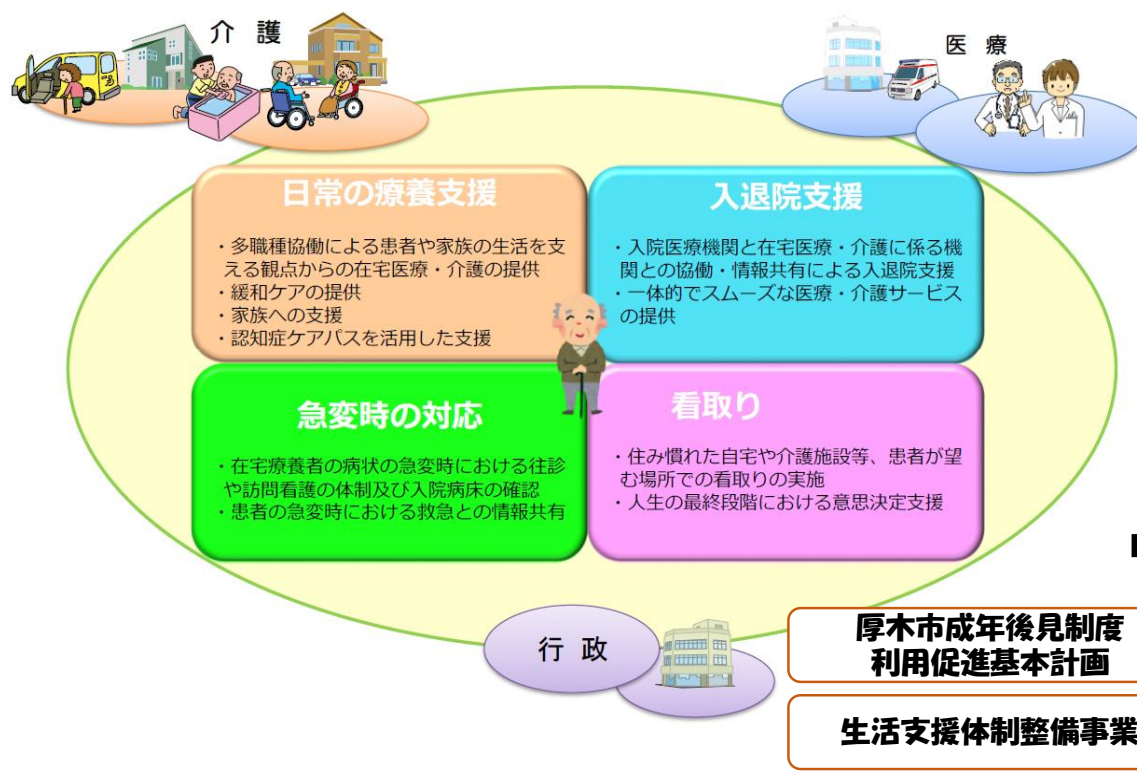 介 護
医 療
日常の療養支援
・多職種協働による患者や家族の生活を支
える観点からの在宅医療・介護の提供
・緩和ケアの提供
・家族への支援
・認知症ケアパスを活用した支援
入退院支援
・入院医療機関と在宅医療・介護に係る機
関との協働・情報共有による入退院支援
・一体的でスムーズな医療・介護サービス
の提供
急変時の対応
・在宅療養者の病状の急変時における往診
や訪問看護の体制及び入院病床の確認
・患者の急変時における救急との情報共有
看取り
・住み慣れた自宅や介護施設等、患者が望
む場所での看取りの実施
・人生の最終段階における意思決定支援
行 政
厚木市成年後見制度
利用促進基本計画
生活支援体制整備事業